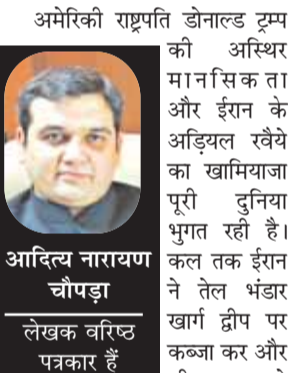 अमेरिकी राष्ट्रपति डोनाल्ड ट्रम्प
की अस्थिर
मानसिकता
और ईरान के
अड़ियल रवैये
का खामियाजा
पूरी दुनिया
भुगत रही है।
कल तक ईरान
ने तेल भंडार
खार्ग द्वीप पर
कब्जा कर और
आदित्य नारायण
चौपड़ा
लेखक वरिष्ठ
पत्रकार हैं